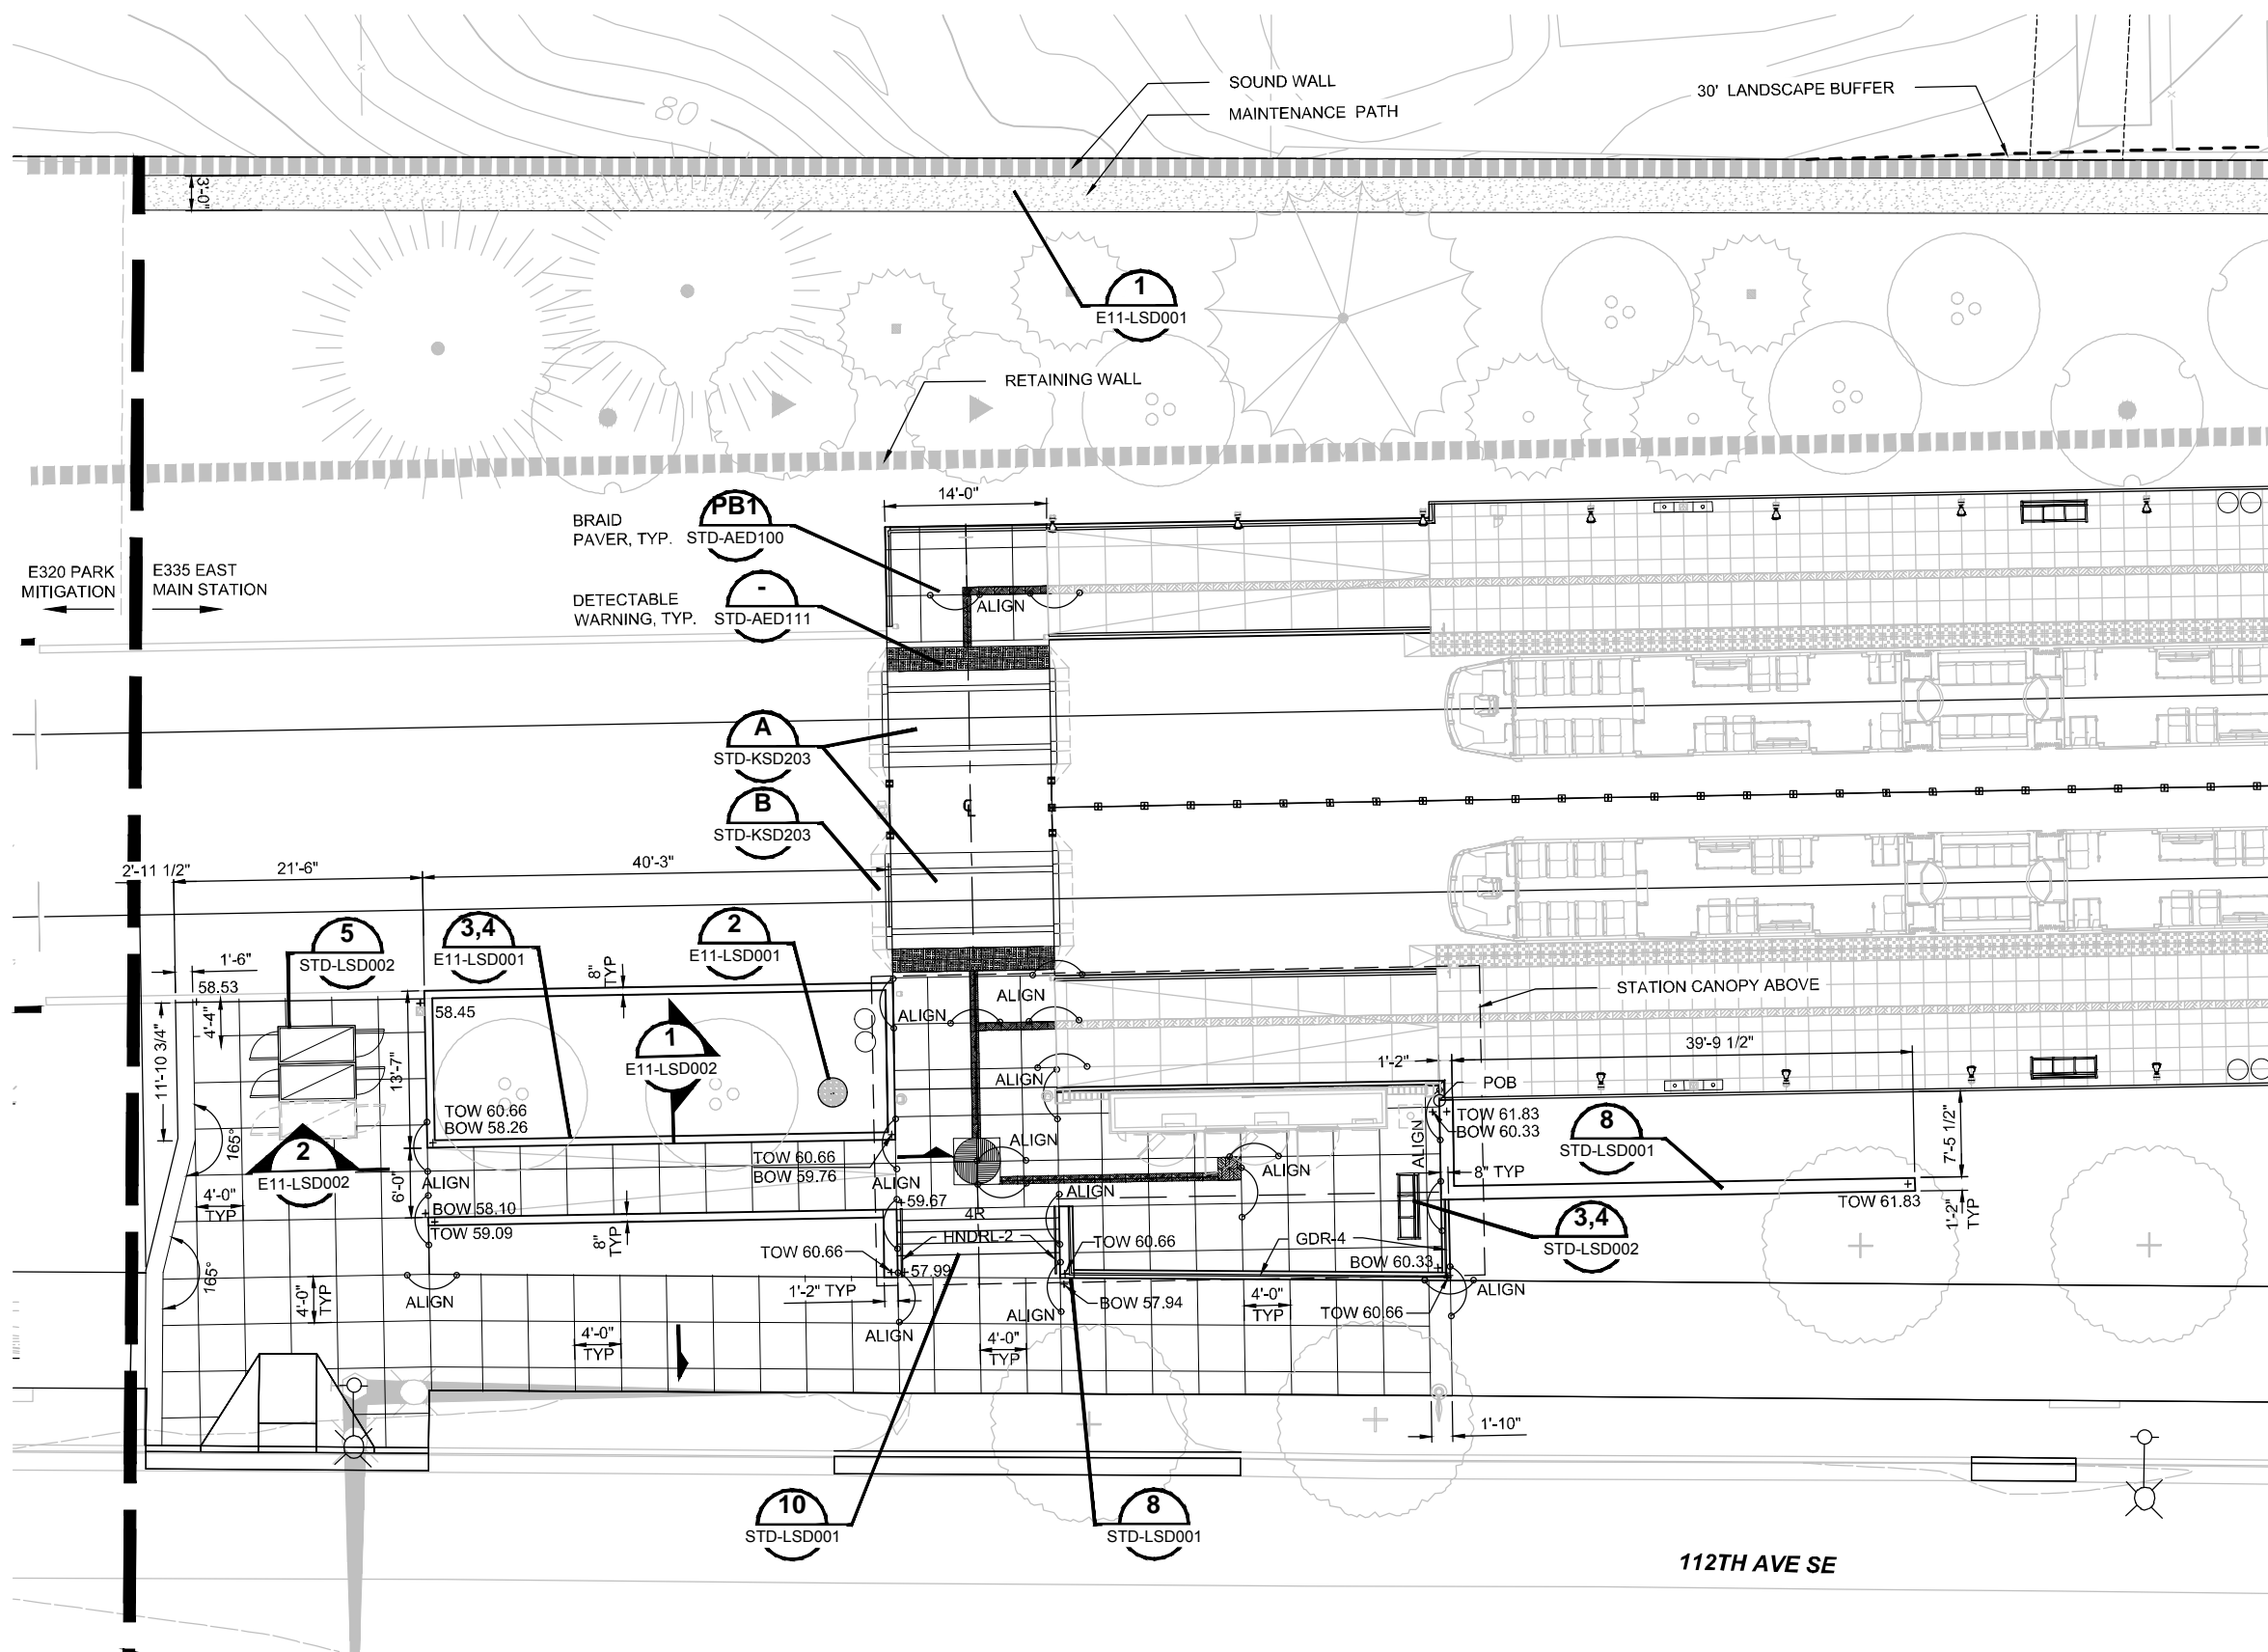 SOUND WALL
MAINTENANCE PATH
30' LANDSCAPE BUFFER
80
3'-0"
1
E11-LSD001
RETAINING WALL
14'-0"
BRAID
PAVER, TYP.
PB1
STD-AED100
E320 PARK
MITIGATION
E335 EAST
MAIN STATION
DETECTABLE
WARNING, TYP.
-
STD-AED111
ALIGN
A
STD-KSD203
B
STD-KSD203
2'-11 1/2"
21'-6"
40'-3"
5
STD-LSD002
3,4
E11-LSD001
2
E11-LSD001
1'-6"
58.53
4'-4"
11'-10 3/4"
58.45
8"
TYP
13'-7"
1
E11-LSD002
ALIGN
ALIGN
ALIGN
STATION CANOPY ABOVE
39'-9 1/2"
1'-2"
POB
TOW 60.66
BOW 58.26
TOW 61.83
BOW 60.33
8
STD-LSD001
7'-5 1/2"
165°
2
E11-LSD002
TOW 60.66
BOW 59.76
ALIGN
ALIGN
ALIGN
8" TYP
ALIGN
6'-0"
4'-0"
TYP
ALIGN
ALIGN
BOW 58.10
TOW 59.09
59.67
4R
HNDRL-2
8"
TYP
TOW 60.66
57.99
TOW 60.66
GDR-4
BOW 60.33
3,4
STD-LSD002
TOW 61.83
1'-2"
TYP
165°
4'-0"
TYP
ALIGN
1'-2" TYP
BOW 57.94
4'-0"
TYP
TOW 60.66
ALIGN
ALIGN
ALIGN
4'-0"
TYP
4'-0"
TYP
1'-10"
10
STD-LSD001
8
STD-LSD001
112TH AVE SE